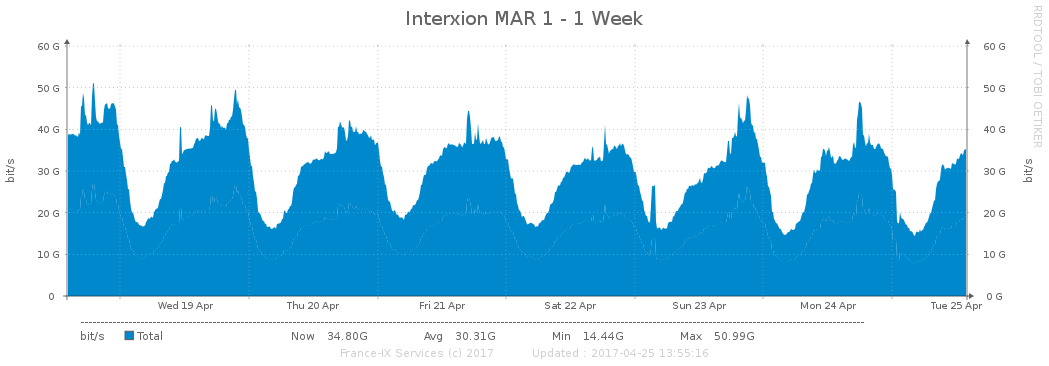 Interxion MAR 1 - 1 Week
RRDTOOL / TOBI OETIKER
60 G 60 G
50 G 50 G
40 G 40 G
30 G 30 G
20 G 20 G
10 G 10 G
0 0 G
bit/s
bit/s
Wed 19 Apr Thu 20 Apr Fri 21 Apr Sat 22 Apr Sun 23 Apr Mon 24 Apr Tue 25 Apr
bit/s Total Now 34.80G Avg 30.31G Min 14.44G Max 50.99G
France-IX Services (c) 2017 Updated : 2017-04-25 13:55:16